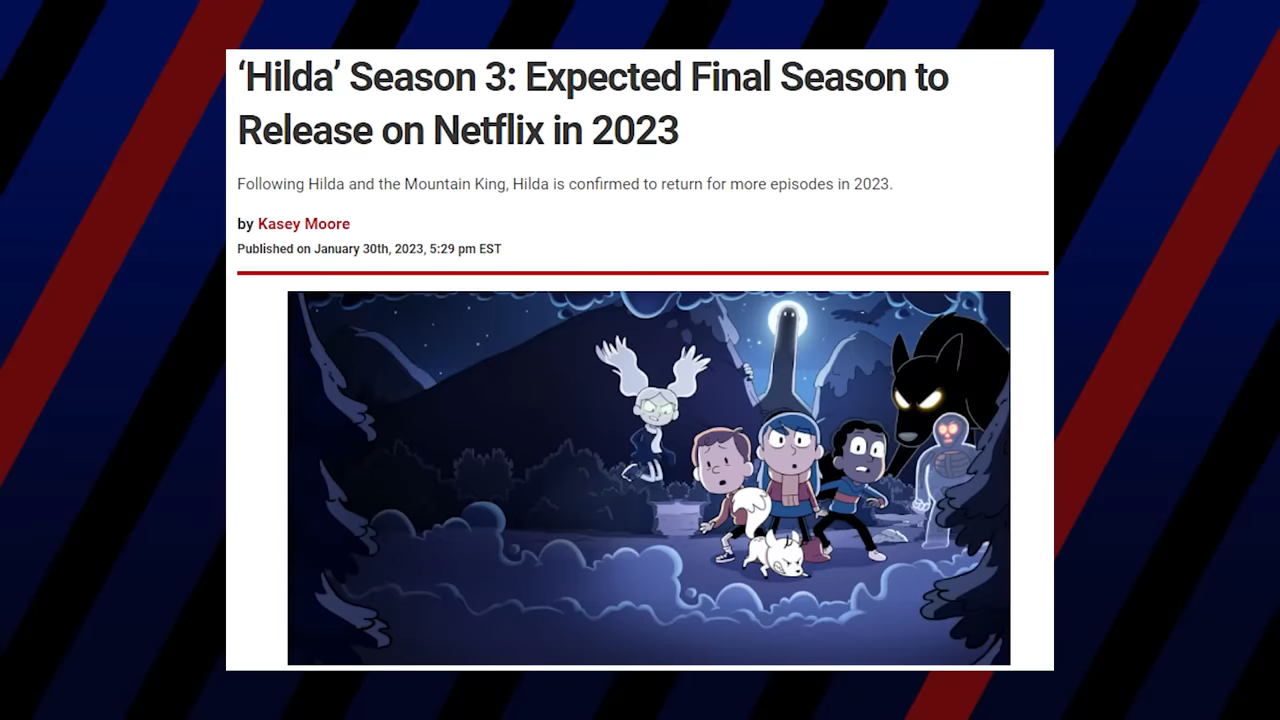 ‘Hilda’ Season 3: Expected Final Season to
Release on Netflix in 2023
Following Hilda and the Mountain King, Hilda is confirmed to return for more episodes in 2023.
by Kasey Moore
Published on January 30th, 2023, 5:29 pm EST